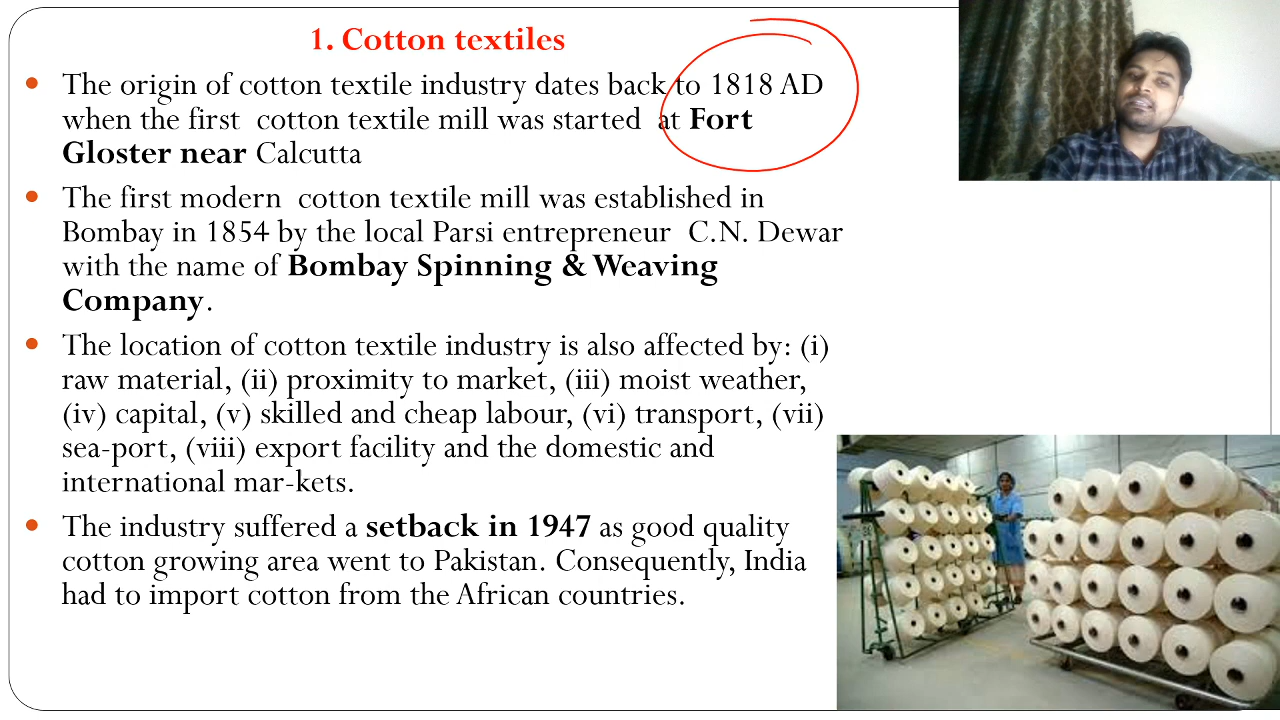 1. Cotton textiles
The origin of cotton textile industry dates back to 1818 AD
when the first cotton textile mill was started at Fort
Gloster near Calcutta
The first modern cotton textile mill was established in
Bombay in 1854 by the local Parsi entrepreneur C.N. Dewar
with the name of Bombay Spinning & Weaving
Company.
The location of cotton textile industry is also affected by: (i)
raw material, (ii) proximity to market, (iii) moist weather,
(iv) capital, (v) skilled and cheap labour, (vi) transport, (vii)
sea-port, (viii) export facility and the domestic and
international mar-kets.
The industry suffered a setback in 1947 as good quality
cotton growing area went to Pakistan. Consequently, India
had to import cotton from the African countries.